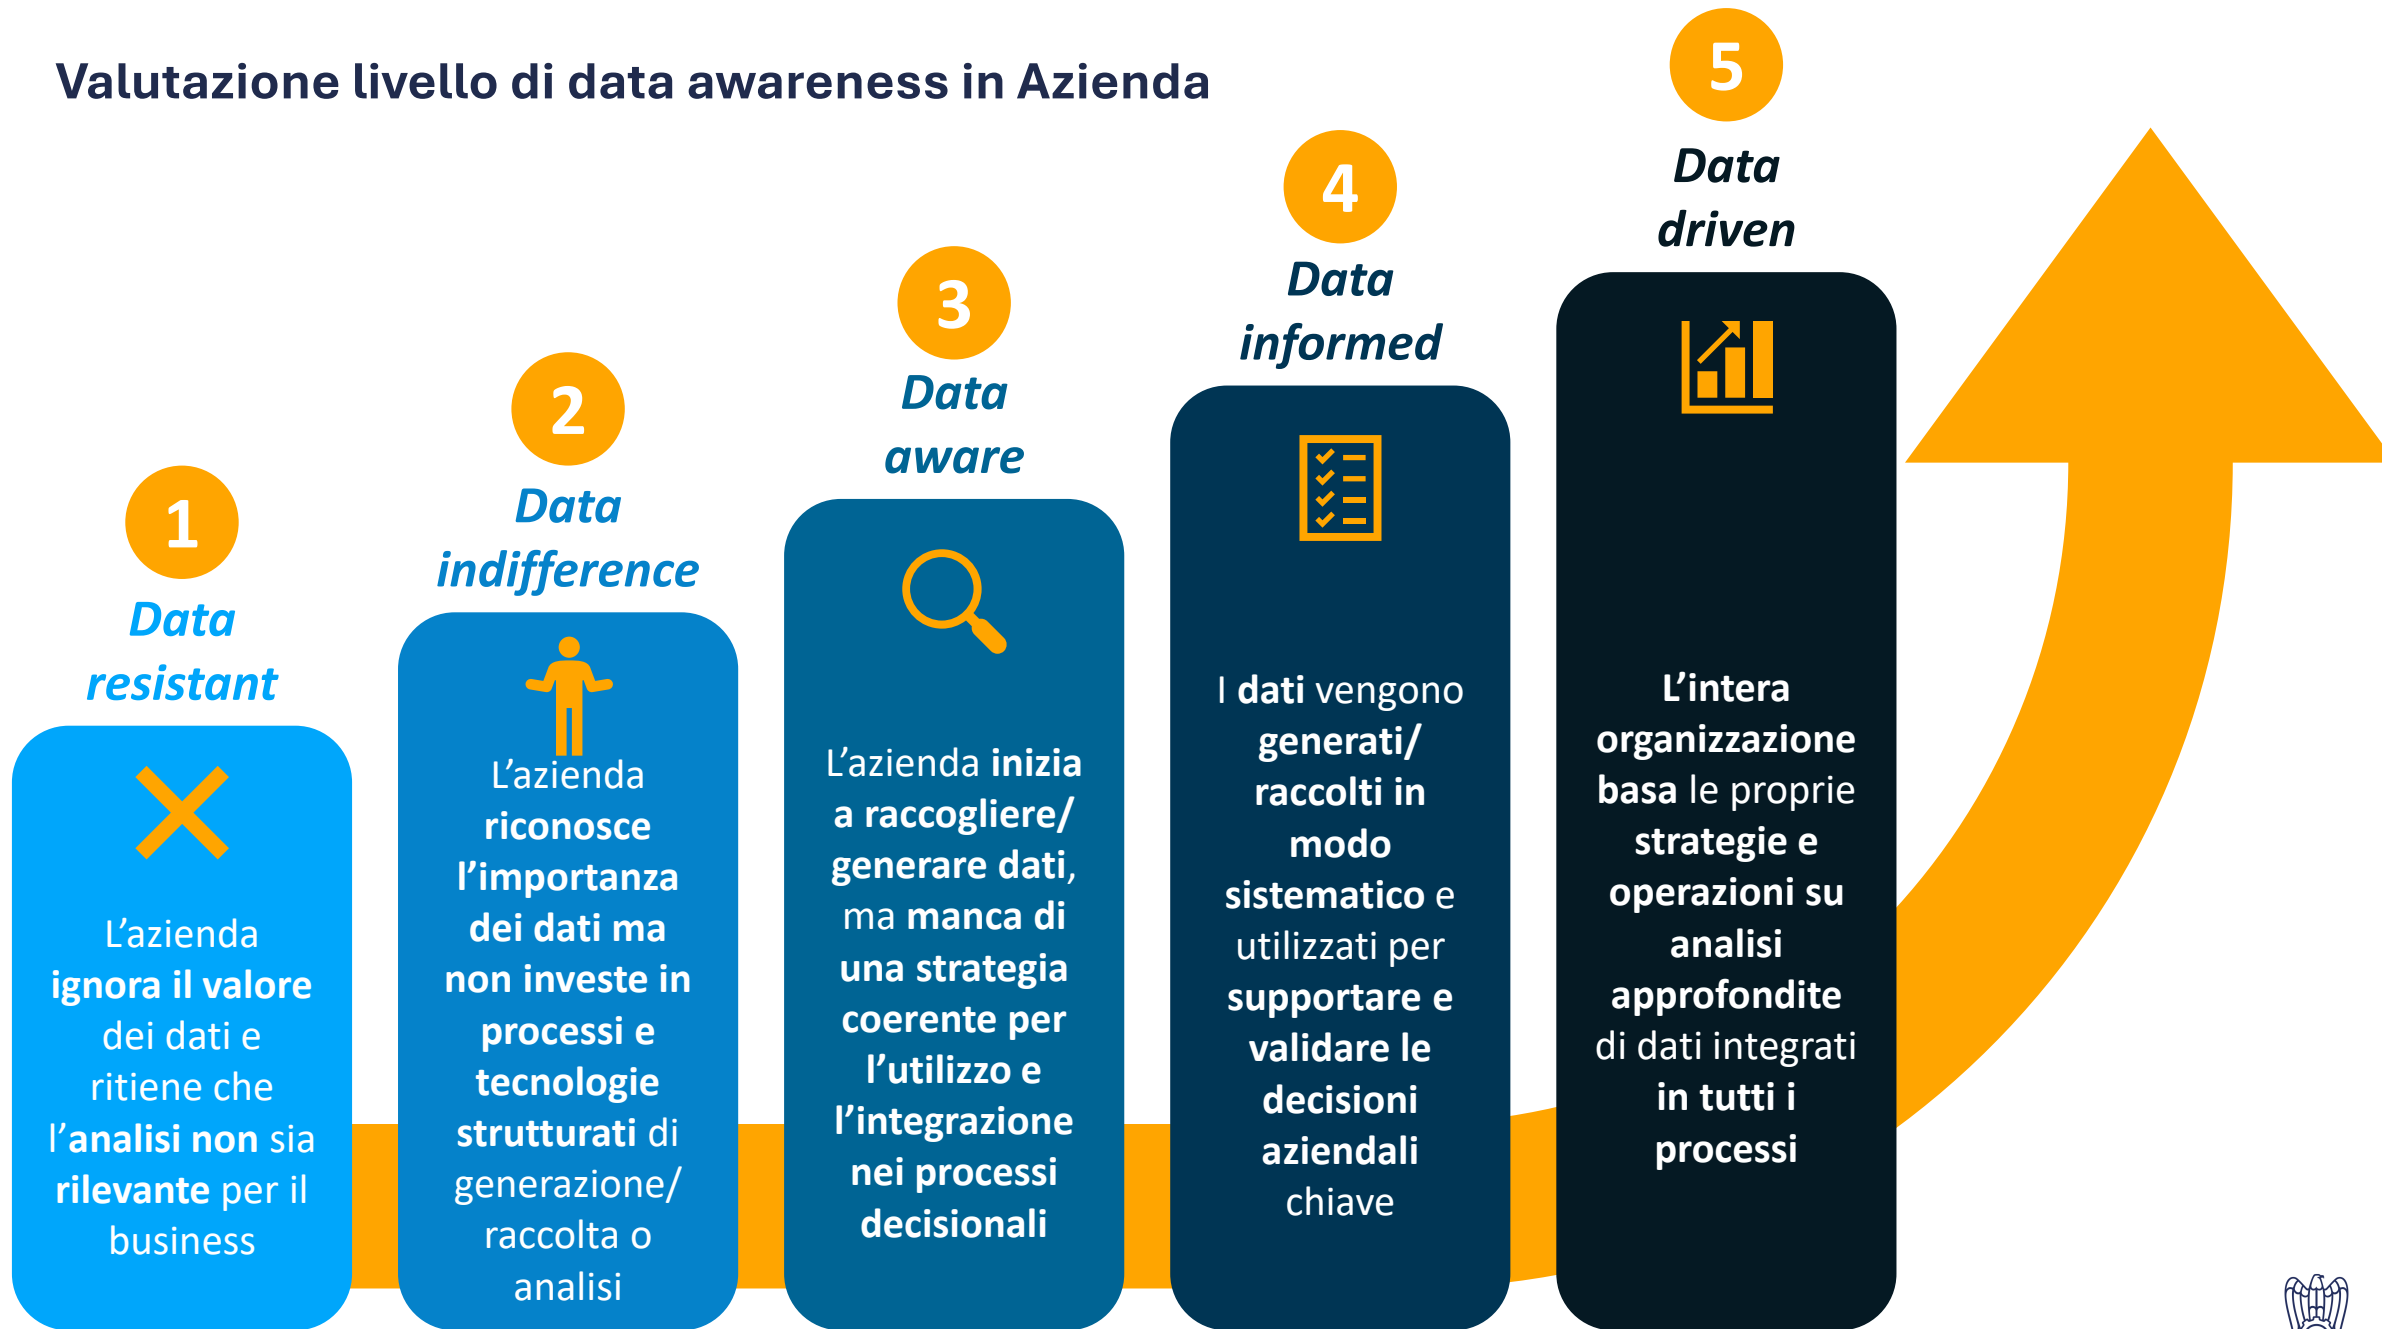 Valutazione livello di data awareness in Azienda
1
Data
resistant
L’azienda
ignora il valore
dei dati e
ritiene che
l’analisi non sia
rilevante per il
business
2
Data
indifference
L’azienda
riconosce
l’importanza
dei dati ma
non investe in
processi e
tecnologie
strutturati di
generazione/
raccolta o
analisi
3
Data
aware
L’azienda inizia
a raccogliere/
generare dati,
ma manca di
una strategia
coerente per
l’utilizzo e
l’integrazione
nei processi
decisionali
4
Data
informed
I dati vengono
generati/
raccolti in
modo
sistematico e
utilizzati per
supportare e
validare le
decisioni
aziendali
chiave
5
Data
driven
L’intera
organizzazione
basa le proprie
strategie e
operazioni su
analisi
approfondite
di dati integrati
in tutti i
processi